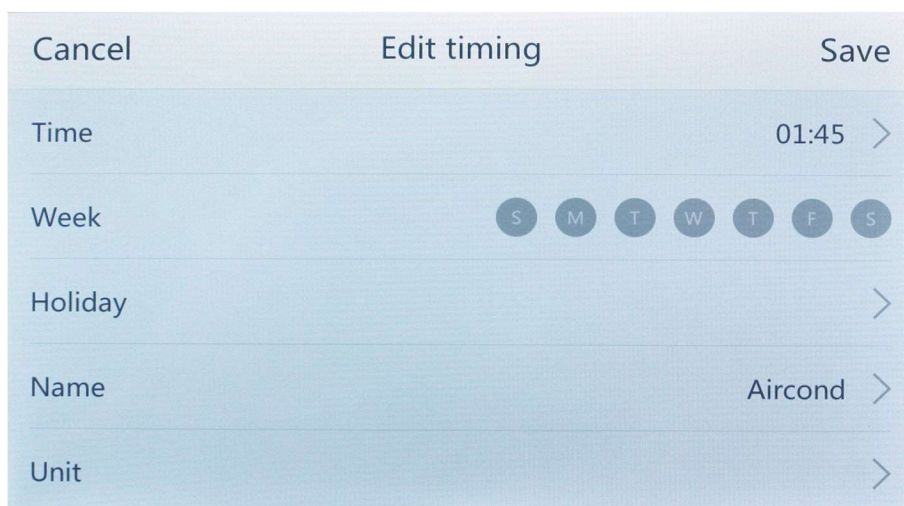 Cancel Edit timing Save
Time 01:45
Week S M T W T F S
Holiday
Name Aircond
Unit